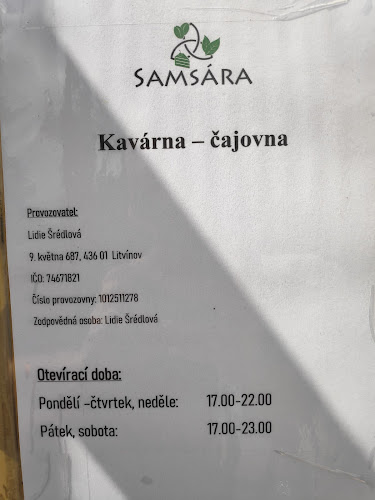 SAMSÁRA
Kavárna – čajovna
Provozovatel:
Lidie Šrédlová
9. května 687, 436 01 Litvínov
IČO: 74671821
Číslo provozovny: 1012511278
Zodpovědná osoba: Lidie Šrédlová
Otevírací doba:
Pondělí –čtvrtek, neděle: 17.00-22.00
Pátek, sobota: 17.00-23.00